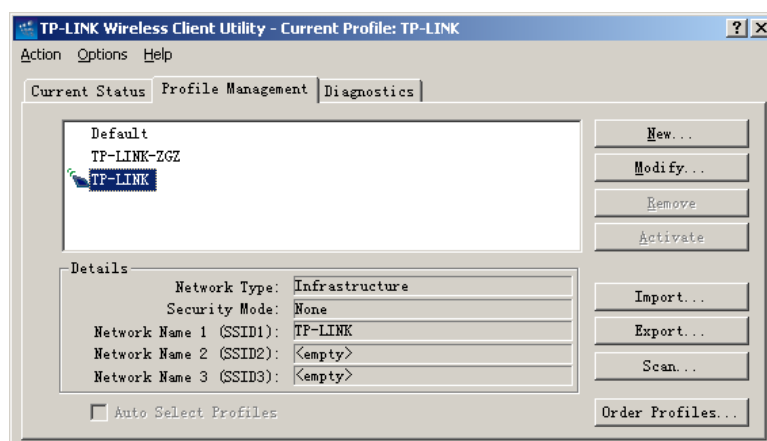 TP-LINK Wireless Client Utility - Current Profile: TP-LINK
Action Options Help
Current Status Profile Management Diagnostics
Default
TP-LINK-ZGZ
TP-LINK
New...
Modify...
Remove
Activate
Details
Network Type: Infrastructure
Security Mode: None
Network Name 1 (SSID1): TP-LINK
Network Name 2 (SSID2): <empty>
Network Name 3 (SSID3): <empty>
Import...
Export...
Scan...
Auto Select Profiles
Order Profiles...